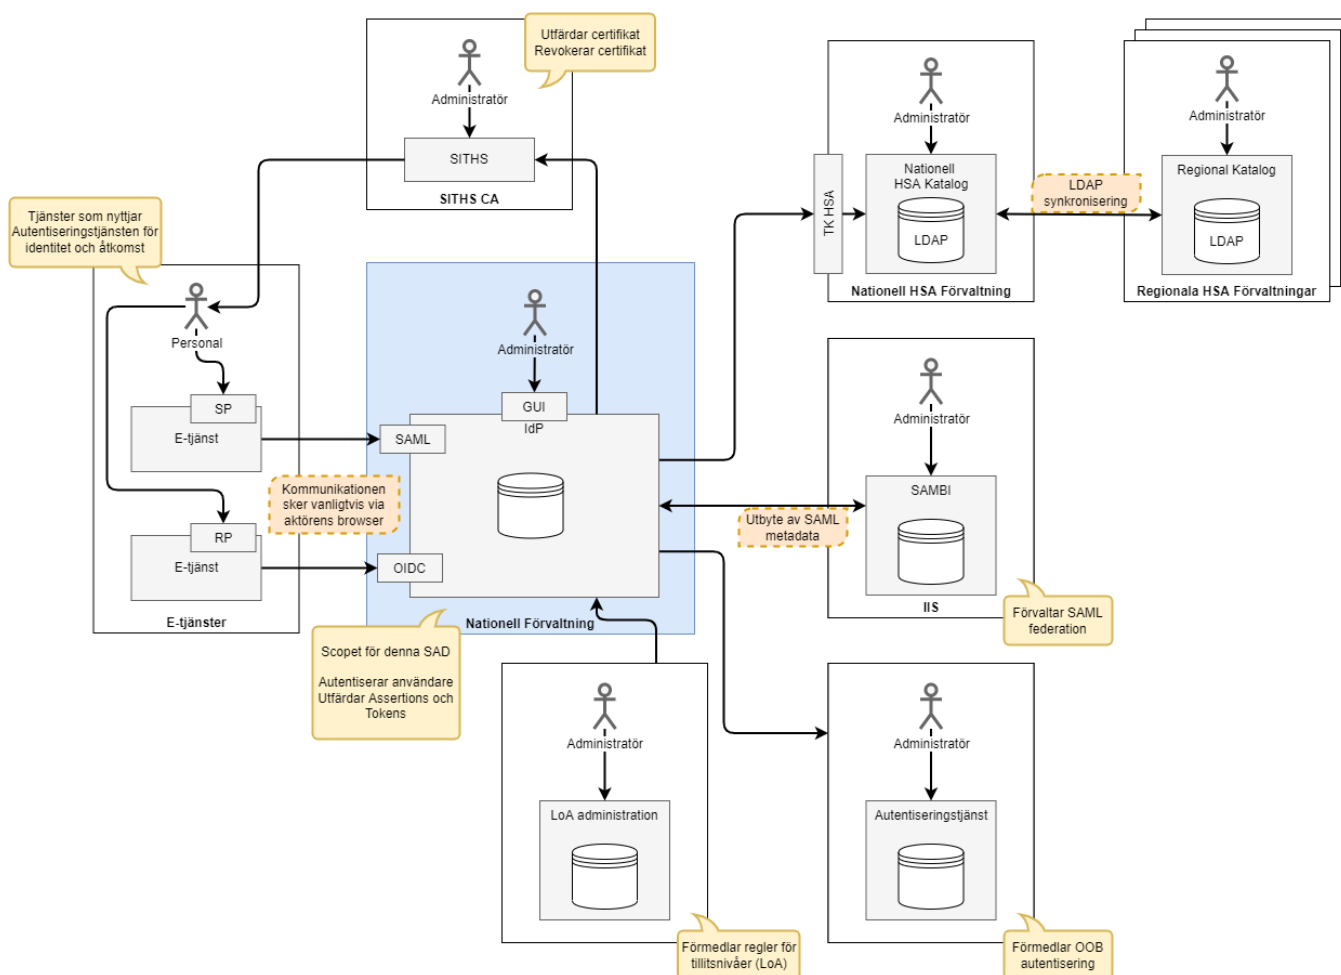 Utfärdar certifikat
Revokerar certifikat
Administratör
SITHS
SITHS CA
Administratör
Nationell
HSA Katalog
LDAP
TK HSA
Nationell HSA Förvaltning
LDAP
synkronisering
Administratör
Regional Katalog
LDAP
Regionala HSA Förvaltningar
Tjänster som nyttjar
Autentiseringstjänsten för
identitet och åtkomst
Personal
SP
E-tjänst
RP
E-tjänst
E-tjänster
Kommunikationen
sker vanligtvis via
aktörens browser
Administratör
GUI
IdP
SAML
OIDC
Nationell Förvaltning
Scopet för denna SAD
Autentiserar användare
Utfärdar Assertions och
Tokens
Utbyte av SAML
metadata
Administratör
SAMBI
IIS
Förvaltar SAML
federation
Administratör
LoA administration
Förmedlar regler för
tillitsnivåer (LoA)
Administratör
Autentiseringstjänst
Förmedlar OOB
autentisering